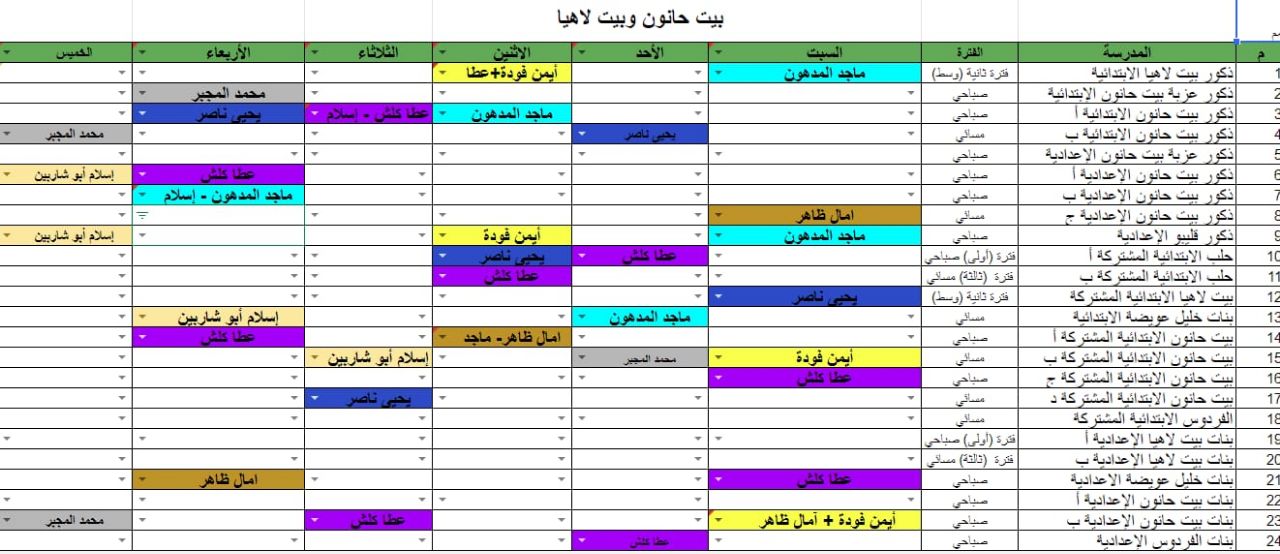 بيت حانون وبيت لاهيا
م المدرسة الفترة السبت الأحد الاثنين الثلاثاء الأربعاء الخميس
1 ذكور بيت لاهيا الابتدائية فترة ثانية (وسط) ماجد المدهون أيمن فودة+عطا
2 ذكور عزبة بيت حانون الإبتدائية صباحي محمد المجبر
3 ذكور بيت حانون الابتدائية أ صباحي ماجد المدهون عطا كلش - إسلام يحيى ناصر
4 ذكور بيت حانون الابتدائية ب مسائي يحيى ناصر محمد المجبر
5 ذكور عزبة بيت حانون الإعدادية صباحي
6 ذكور بيت حانون الإعدادية أ صباحي عطا كلش إسلام أبو شاربين
7 ذكور بيت حانون الإعدادية ب صباحي ماجد المدهون - إسلام
8 ذكور بيت حانون الإعدادية ج مسائي امال ظاهر
9 ذكور قليبو الإعدادية صباحي ماجد المدهون أيمن فودة إسلام أبو شاربين
10 حلب الابتدائية المشتركة أ فترة (أولى) صباحي عطا كلش يحيى ناصر
11 حلب الابتدائية المشتركة ب فترة (ثالثة) مسائي عطا كلش
12 بيت لاهيا الابتدائية المشتركة فترة ثانية (وسط) يحيى ناصر
13 بنات خليل عويضة الابتدائية مسائي ماجد المدهون إسلام أبو شاربين
14 بيت حانون الابتدائية المشتركة أ صباحي امال ظاهر- ماجد عطا كلش
15 بيت حانون الابتدائية المشتركة ب مسائي أيمن فودة محمد المجبر إسلام أبو شاربين
16 بيت حانون الابتدائية المشتركة ج صباحي عطا كلش
17 بيت حانون الابتدائية المشتركة د مسائي يحيى ناصر
18 الفردوس الابتدائية المشتركة مسائي
19 بنات بيت لاهيا الإعدادية أ فترة (أولى) صباحي
20 بنات بيت لاهيا الإعدادية ب فترة (ثالثة) مسائي
21 بنات خليل عويضة الاعدادية صباحي عطا كلش امال ظاهر
22 بنات بيت حانون الإعدادية أ صباحي
23 بنات بيت حانون الإعدادية ب صباحي أيمن فودة + آمال ظاهر عطا كلش محمد المجبر
24 بنات الفردوس الإعدادية صباحي عطا كلش